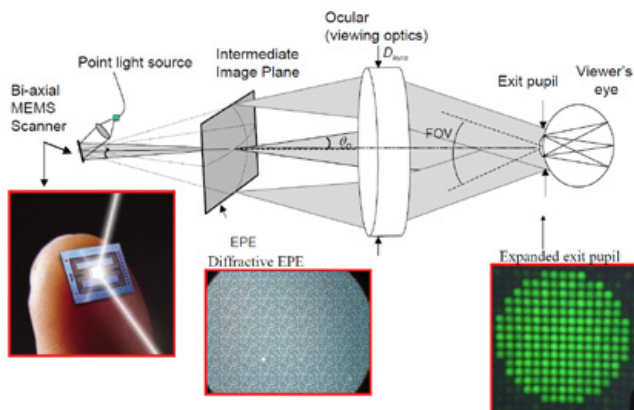 Ocular
(viewing optics)
D_lens
Point light source
Intermediate
Image Plane
Exit pupil
Viewer's
eye
Bi-axial
MEMS
Scanner
FOV
EPE
Diffractive EPE
Expanded exit pupil